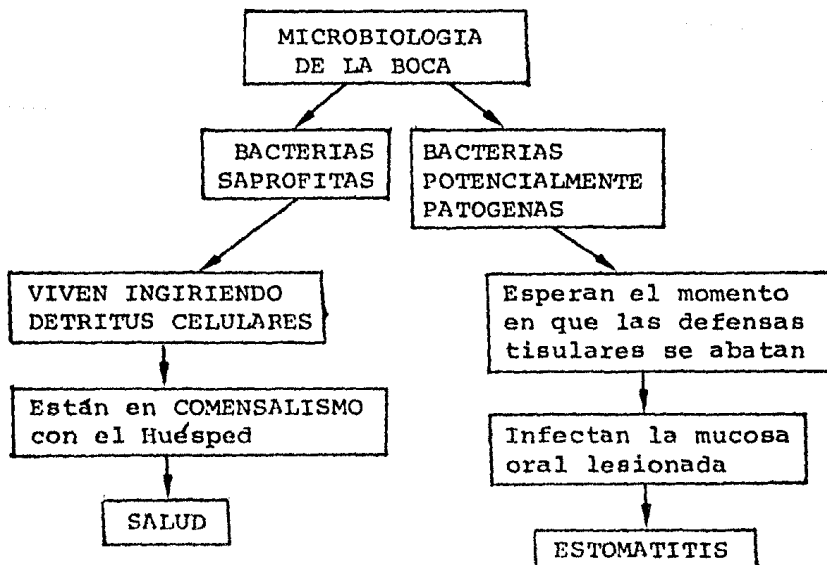 MICROBIOLOGIA
DE LA BOCA
BACTERIAS
SAPROFITAS
BACTERIAS
POTENCIALMENTE
PATOGENAS
VIVEN INGIRIENDO
DETRITUS CELULARES
Esperan el momento
en que las defensas
tisulares se abatan
Están en COMENSALISMO
con el Huésped
Infectan la mucosa
oral lesionada
SALUD
ESTOMATITIS